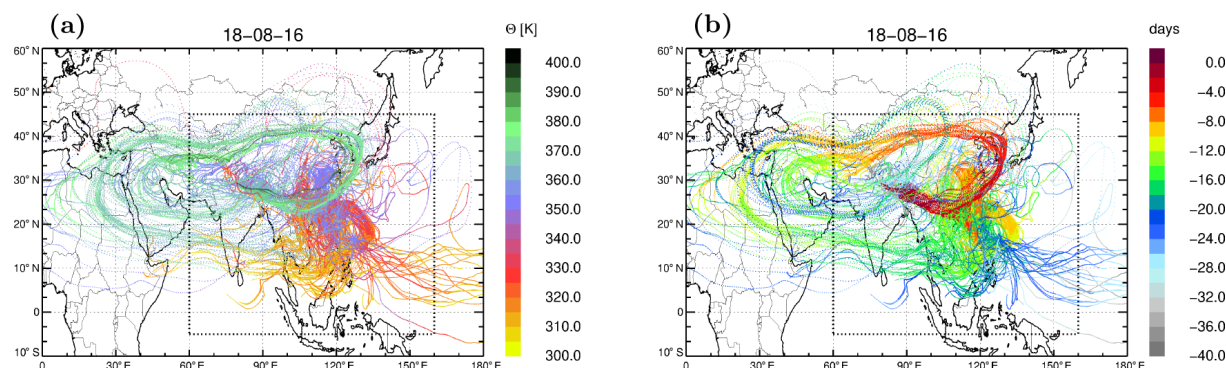 (a)
18−08−16
Θ [K]
60° N
50° N
40° N
30° N
20° N
10° N
0
10° S
0
30° E
60° E
90° E
120° E
150° E
180° E
400.0
390.0
380.0
370.0
360.0
350.0
340.0
330.0
320.0
310.0
300.0
(b)
18−08−16
days
60° N
50° N
40° N
30° N
20° N
10° N
0
10° S
0
30° E
60° E
90° E
120° E
150° E
180° E
0.0
−4.0
−8.0
−12.0
−16.0
−20.0
−24.0
−28.0
−32.0
−36.0
−40.0